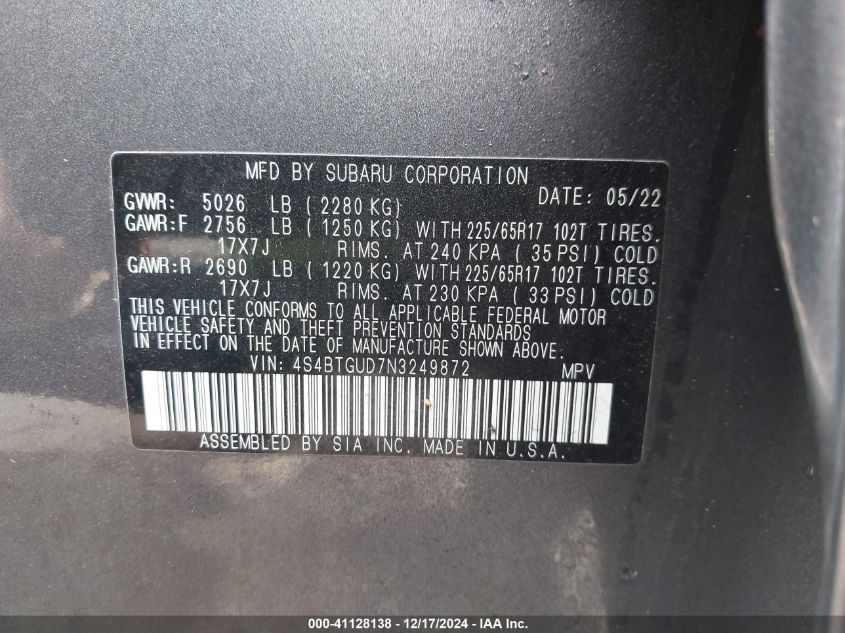 MFD BY SUBARU CORPORATION
DATE: 05/22
GVWR: 5026 LB ( 2280 KG)
GAWR:F 2756 LB ( 1250 KG) WITH 225/65R17 102T TIRES.
17X7J RIMS. AT 240 KPA ( 35 PSI) COLD
GAWR:R 2690 LB ( 1220 KG) WITH 225/65R17 102T TIRES.
17X7J RIMS. AT 230 KPA ( 33 PSI) COLD
THIS VEHICLE CONFORMS TO ALL APPLICABLE FEDERAL MOTOR
VEHICLE SAFETY AND THEFT PREVENTION STANDARDS
IN EFFECT ON THE DATE OF MANUFACTURE SHOWN ABOVE.
VIN: 4S4BTGUD7N3249872 MPV
ASSEMBLED BY SIA INC. MADE IN U.S.A.
000-41128138 - 12/17/2024 - IAA Inc.